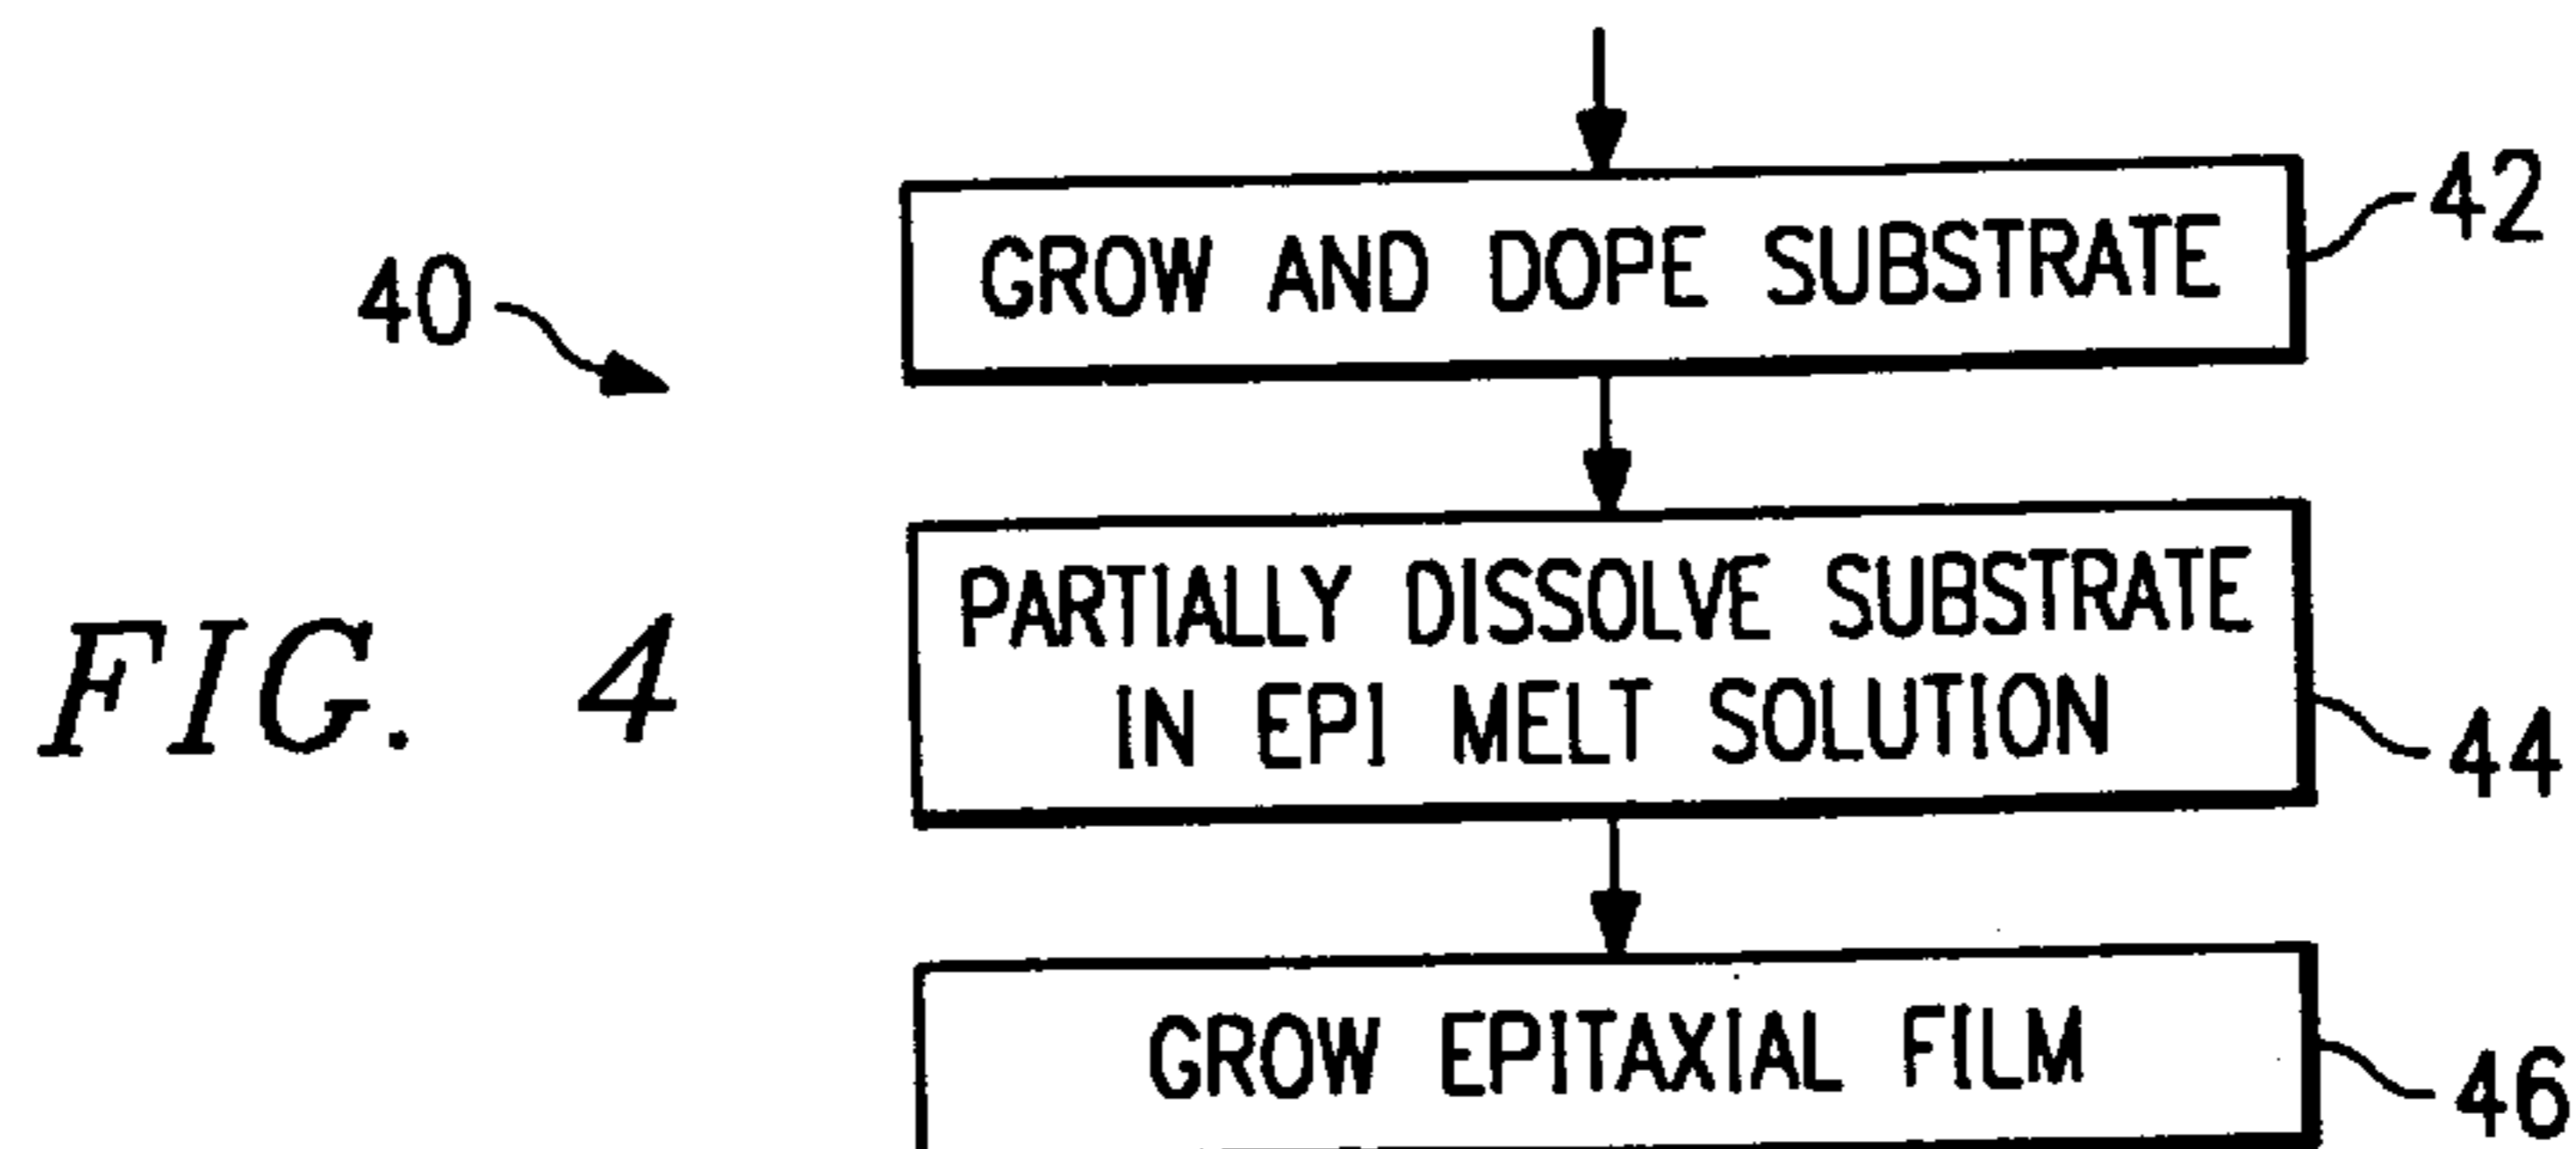 GROW AND DOPE SUBSTRATE
42
40
PARTIALLY DISSOLVE SUBSTRATE
IN EPI MELT SOLUTION
44
FIG. 4
GROW EPITAXIAL FILM
46